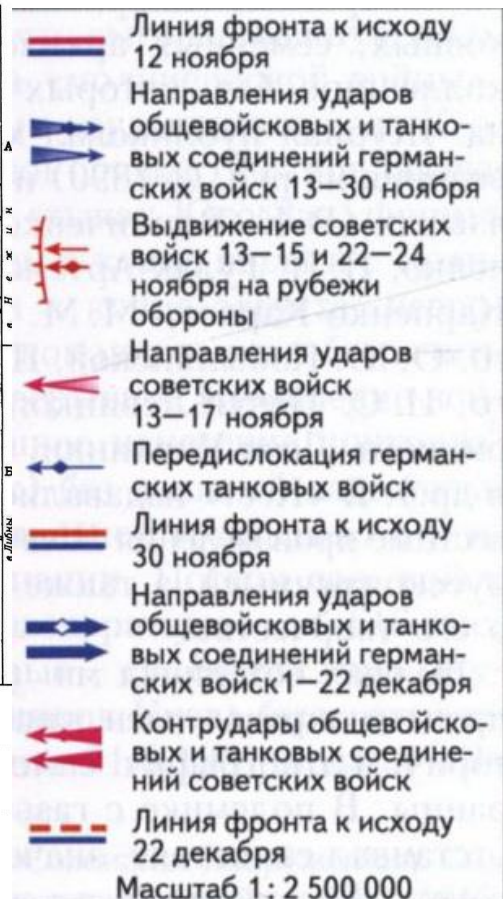 Линия фронта к исходу
12 ноября
Направления ударов
общевойсковых и танко-
вых соединений герман-
ских войск 13–30 ноября
Выдвижение советских
войск 13–15 и 22–24
ноября на рубежи
обороны
Направления ударов
советских войск
13–17 ноября
Передислокация герман-
ских танковых войск
Линия фронта к исходу
30 ноября
Направления ударов
общевойсковых и танко-
вых соединений герман-
ских войск 1–22 декабря
Контрудары общевойско-
вых и танковых соедине-
ний советских войск
Линия фронта к исходу
22 декабря
Масштаб 1: 2 500 000
А
в Нежин
Б
в Либны